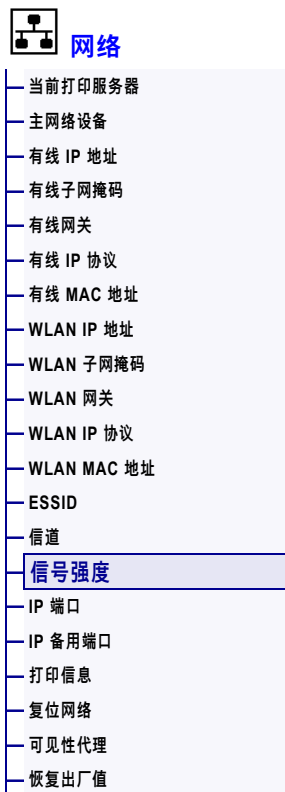 网络
当前打印服务器
主网络设备
有线 IP 地址
有线子网掩码
有线网关
有线 IP 协议
有线 MAC 地址
WLAN IP 地址
WLAN 子网掩码
WLAN 网关
WLAN IP 协议
WLAN MAC 地址
ESSID
信道
信号强度
IP 端口
IP 备用端口
打印信息
复位网络
可见性代理
恢复出厂值